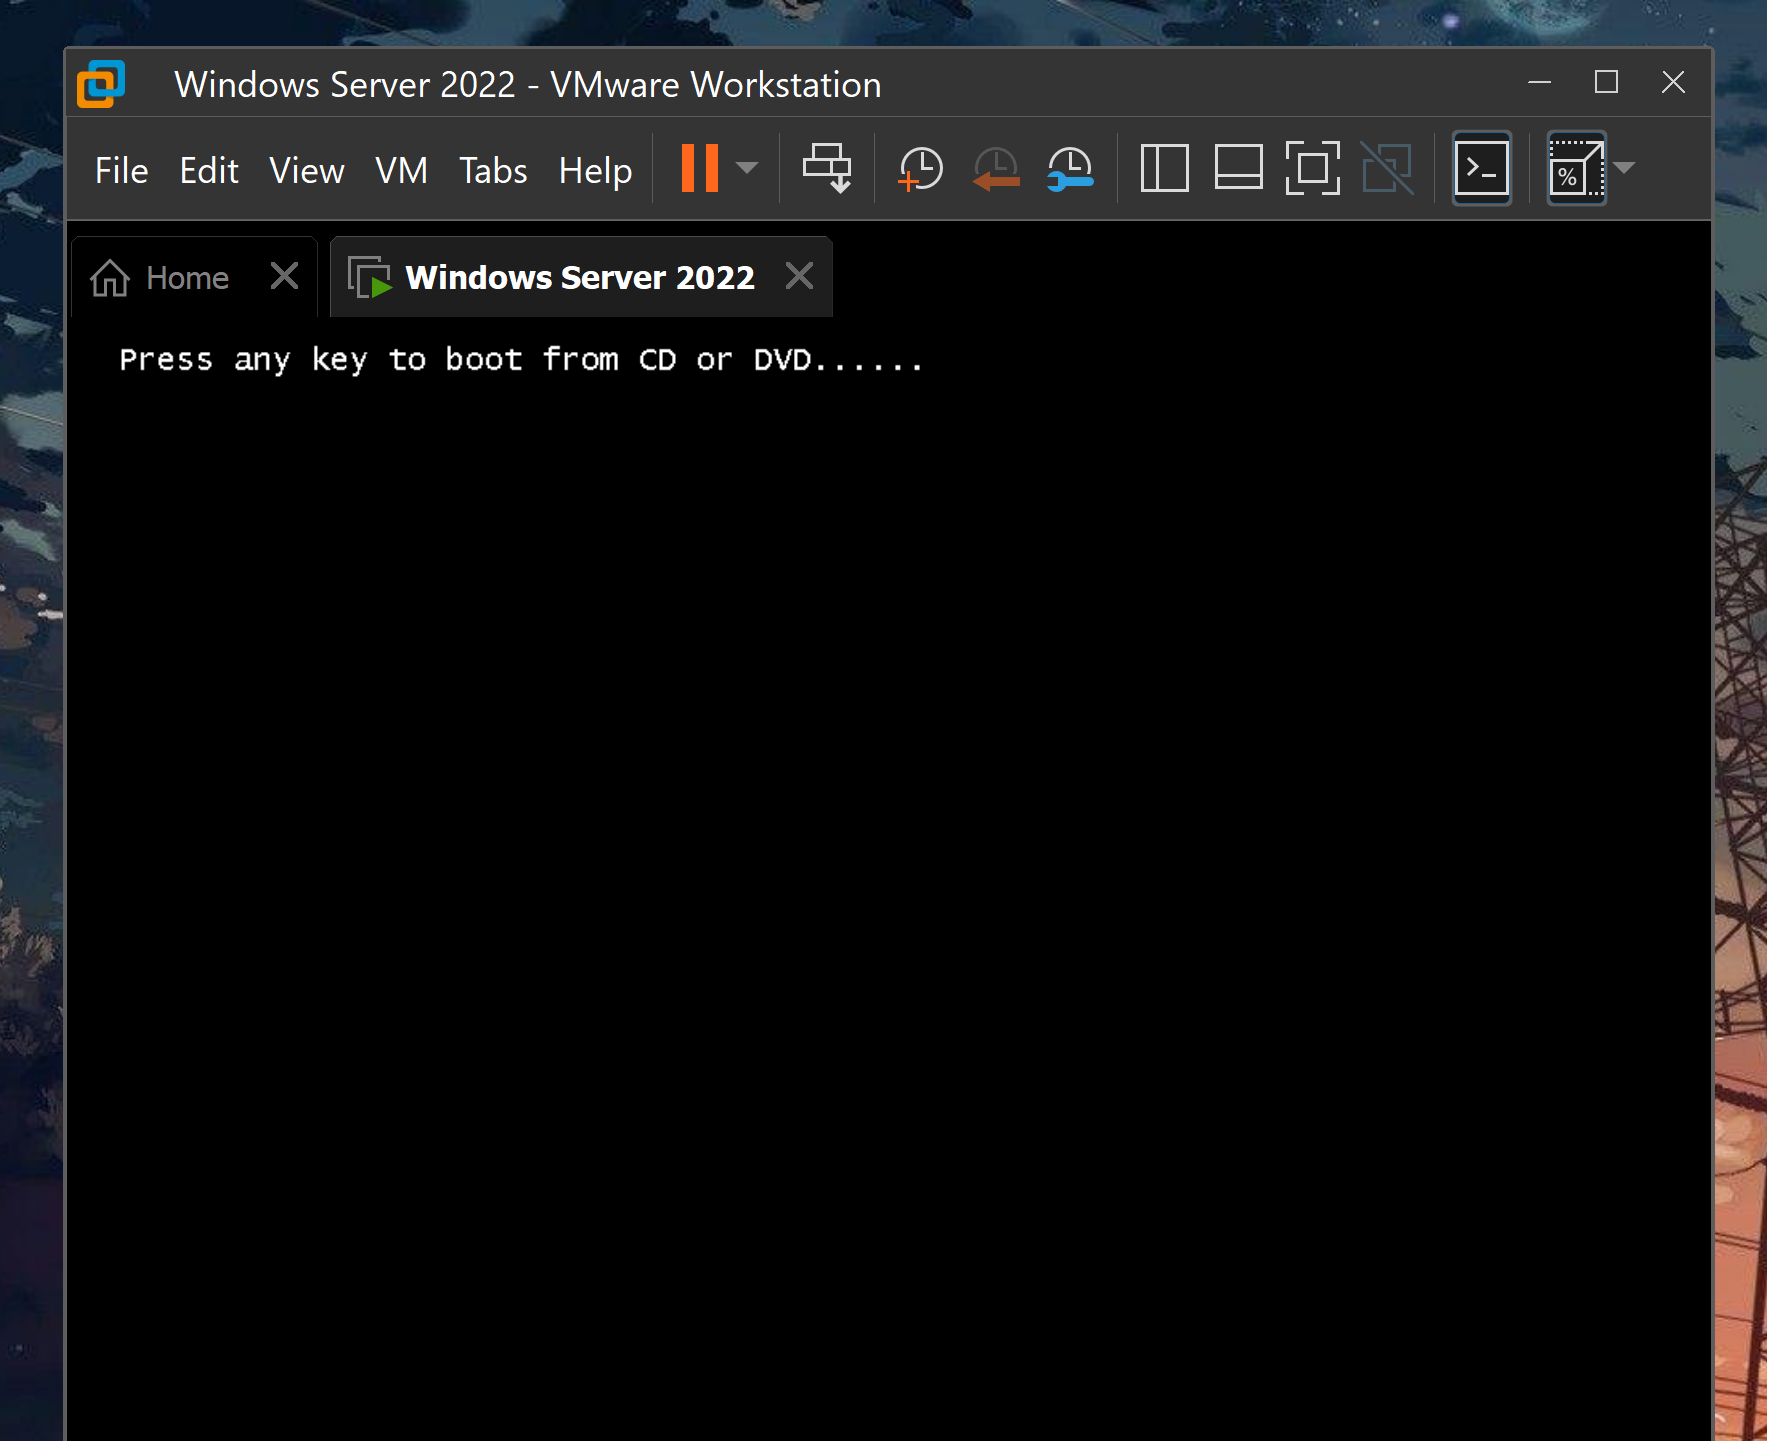 Windows Server 2022 - VMware Workstation
File Edit View VM Tabs Help
%
Home Windows Server 2022
Press any key to boot from CD or DVD......